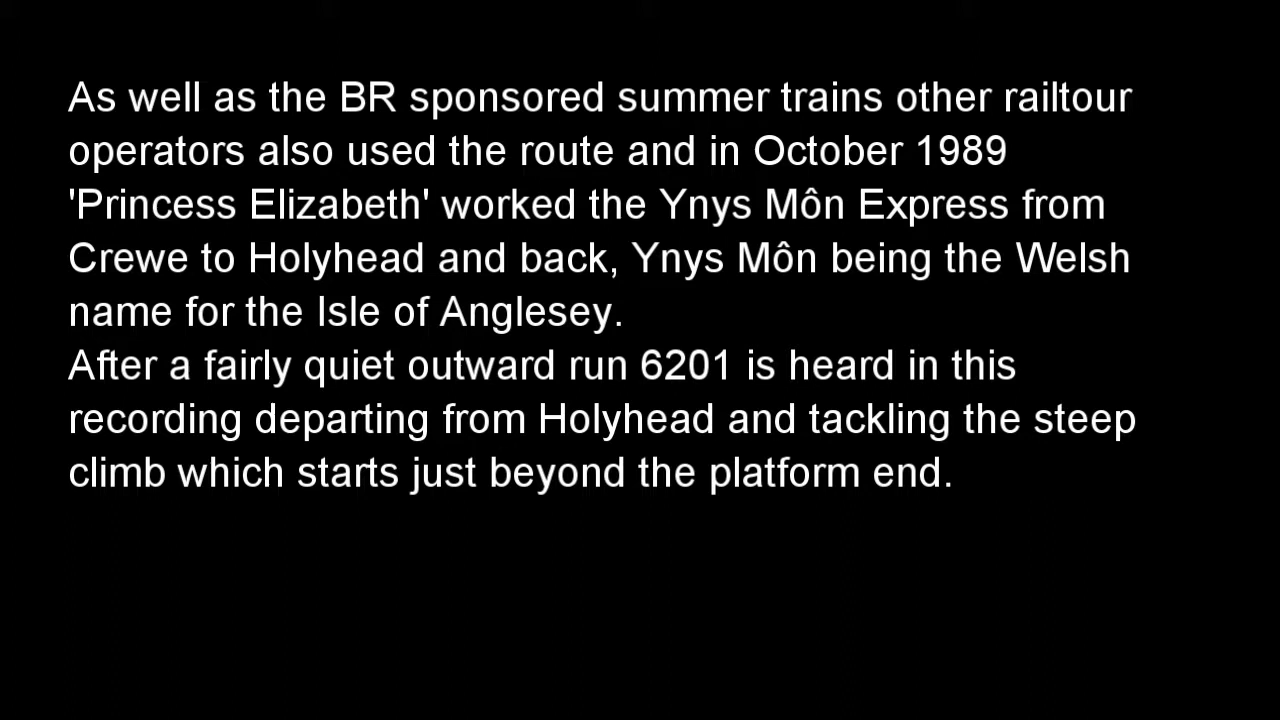 As well as the BR sponsored summer trains other railtour
operators also used the route and in October 1989
'Princess Elizabeth' worked the Ynys Môn Express from
Crewe to Holyhead and back, Ynys Môn being the Welsh
name for the Isle of Anglesey.
After a fairly quiet outward run 6201 is heard in this
recording departing from Holyhead and tackling the steep
climb which starts just beyond the platform end.